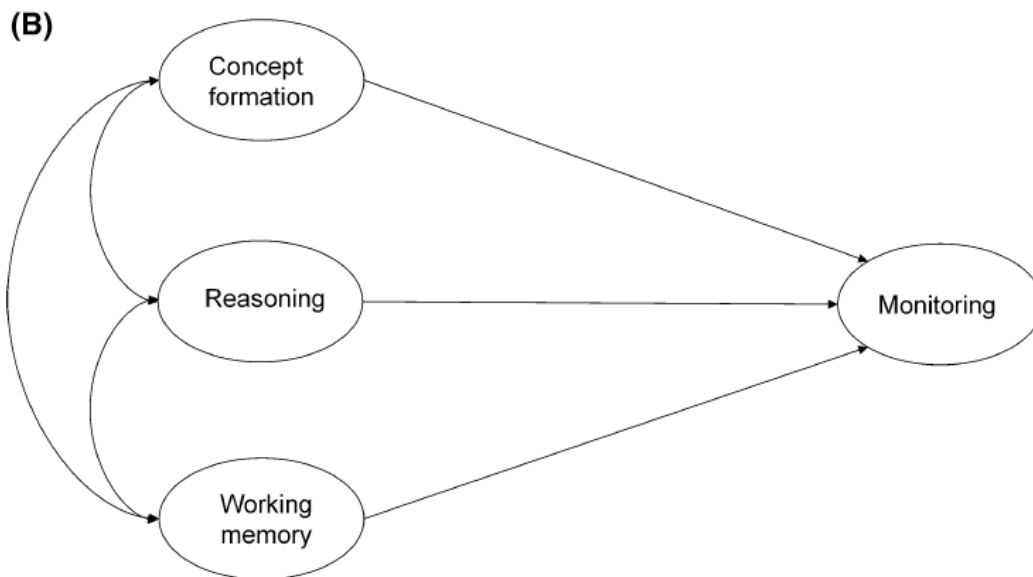 (B)
Concept
formation
Reasoning
Monitoring
Working
memory